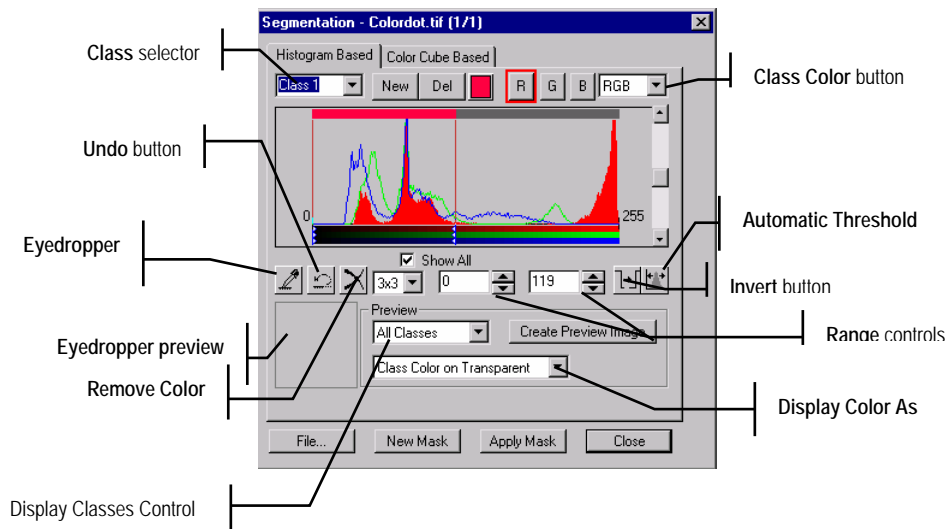 Segmentation - Colordot.tif (1/1)
Class selector
Histogram Based Color Cube Based
Class 1 New Del R G B RGB
Class Color button
Undo button
0 255
Automatic Threshold
Eyedropper
Show All
3x3 0 119
Invert button
Preview
All Classes Create Preview Image
Range controls
Eyedropper preview
Class Color on Transparent
Remove Color
Display Color As
File... New Mask Apply Mask Close
Display Classes Control